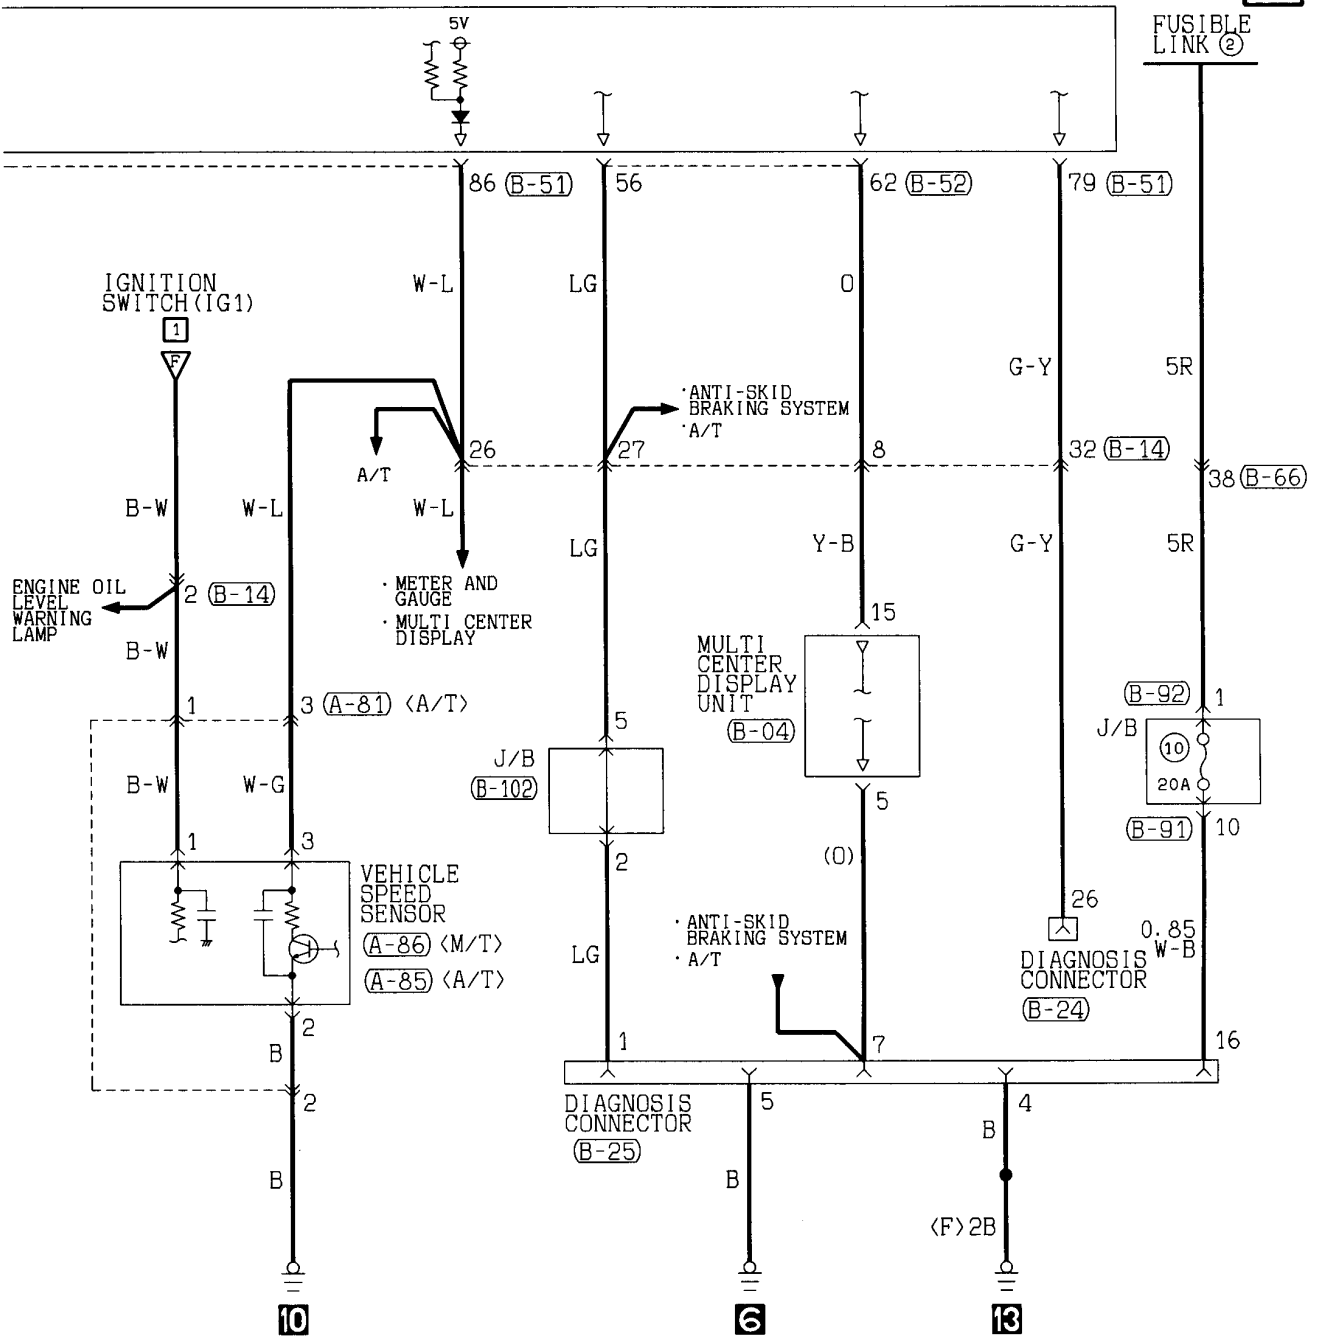 5V
FUSIBLE
LINK ②
86 (B-51)
56
62 (B-52)
79 (B-51)
IGNITION
SWITCH(IG1)
1
F
W-L
LG
O
G-Y
5R
·ANTI-SKID
BRAKING SYSTEM
·A/T
A/T
26
27
8
32 (B-14)
38 (B-66)
B-W
W-L
W-L
LG
Y-B
G-Y
5R
ENGINE OIL
LEVEL
WARNING
LAMP
2 (B-14)
· METER AND
GAUGE
· MULTI CENTER
DISPLAY
15
B-W
MULTI
CENTER
DISPLAY
UNIT
(B-04)
1
3 (A-81) <A/T>
5
(B-92) 1
J/B
(B-102)
J/B
10
20A
B-W
W-G
5
(B-91) 10
1
3
2
(O)
VEHICLE
SPEED
SENSOR
(A-86) <M/T>
(A-85) <A/T>
LG
· ANTI-SKID
BRAKING SYSTEM
· A/T
26
DIAGNOSIS
CONNECTOR
(B-24)
0.85
W-B
2
B
2
1
7
16
DIAGNOSIS
CONNECTOR
(B-25)
5
4
B
B
B
<F>2B
10
6
13